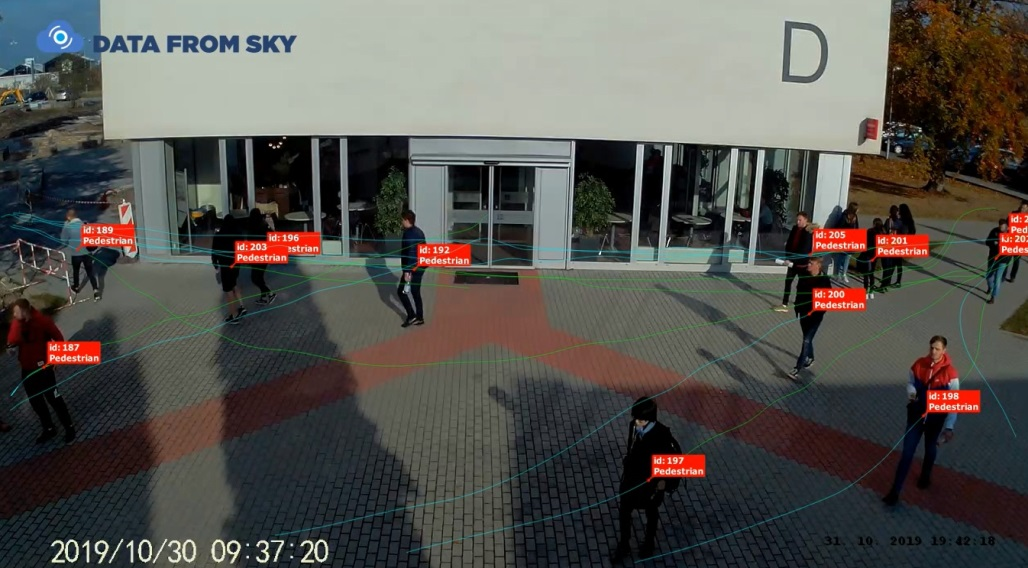 DATA FROM SKY
D
id: 189
Pedestrian
id: 203
Pedestrian
id: 196
Pedestrian
id: 192
Pedestrian
id: 205
Pedestrian
id: 201
Pedestrian
id: 200
Pedestrian
id: 187
Pedestrian
id: 198
Pedestrian
id: 197
Pedestrian
2019/10/30 09:37:20
31. 10. 2019 19:42:18